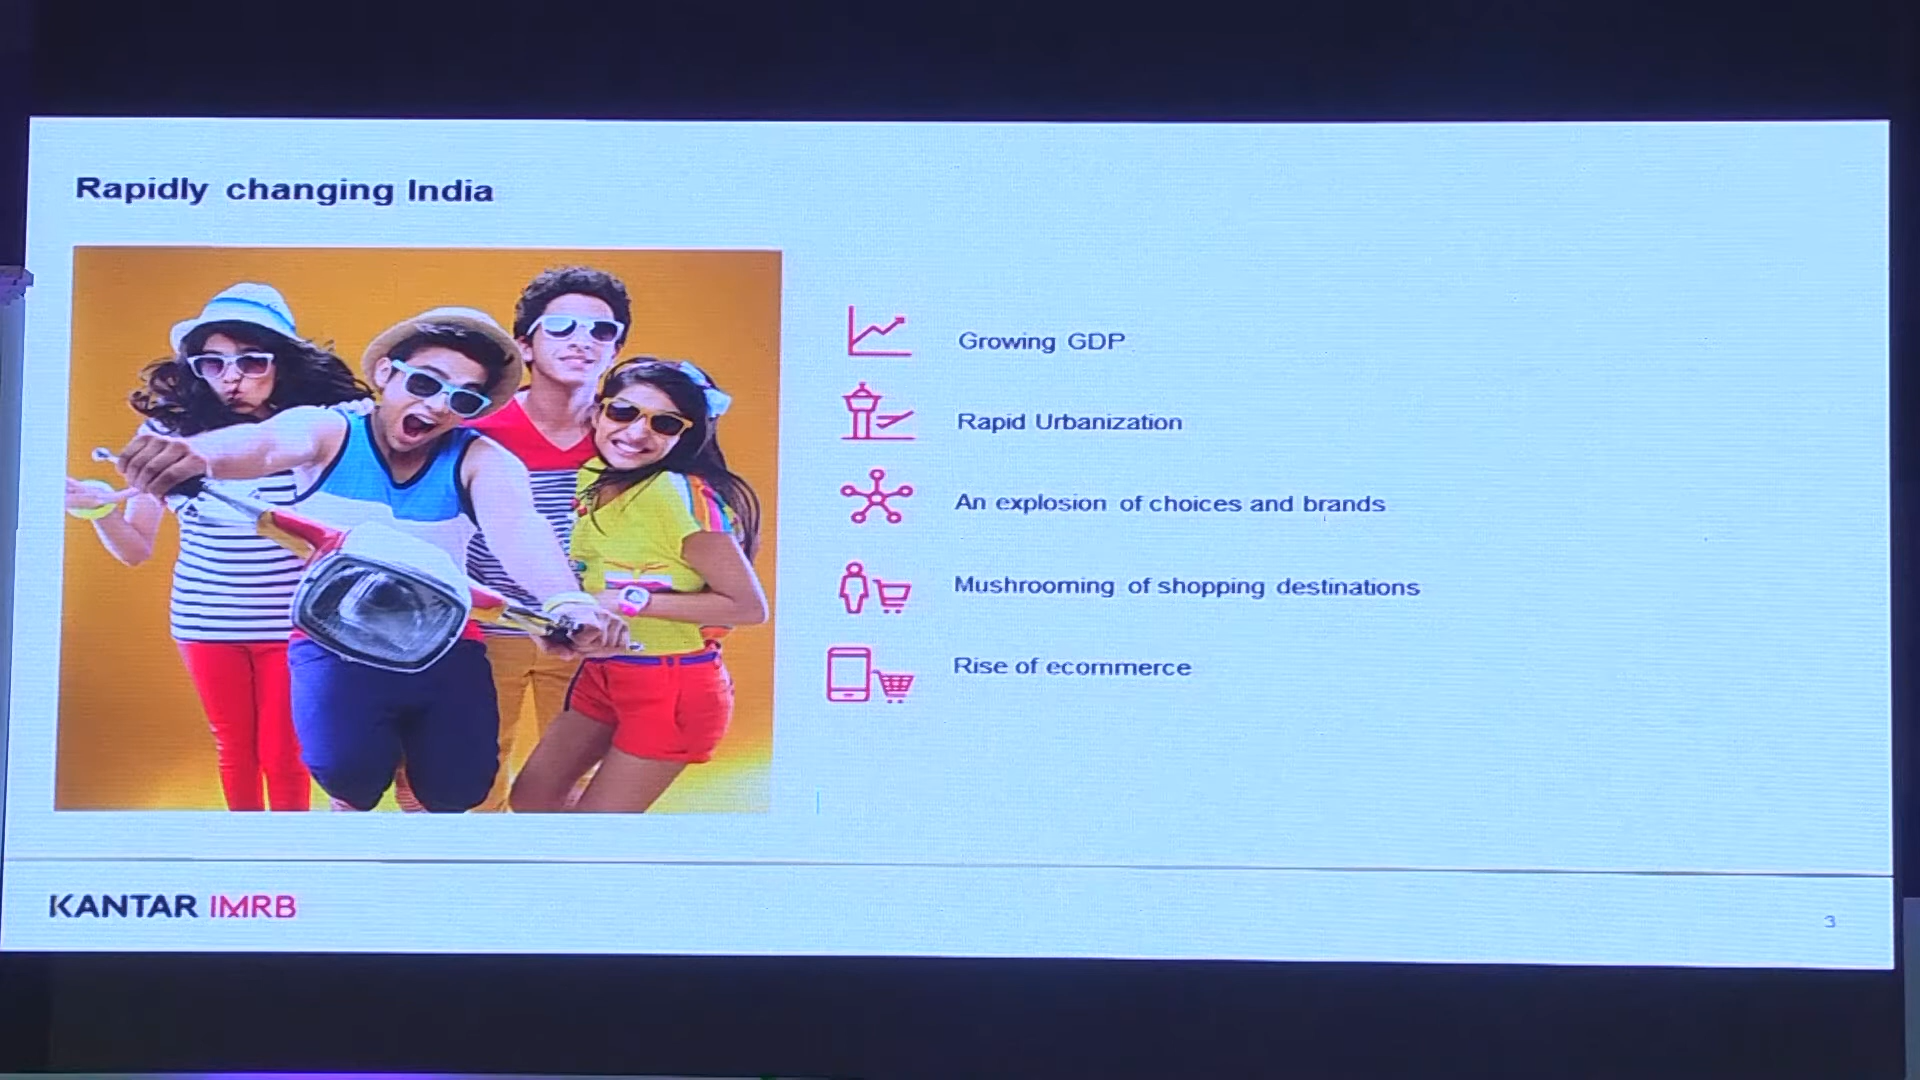 Rapidly changing India
Growing GDP
Rapid Urbanization
An explosion of choices and brands
Mushrooming of shopping destinations
Rise of ecommerce
KANTAR IMRB
3